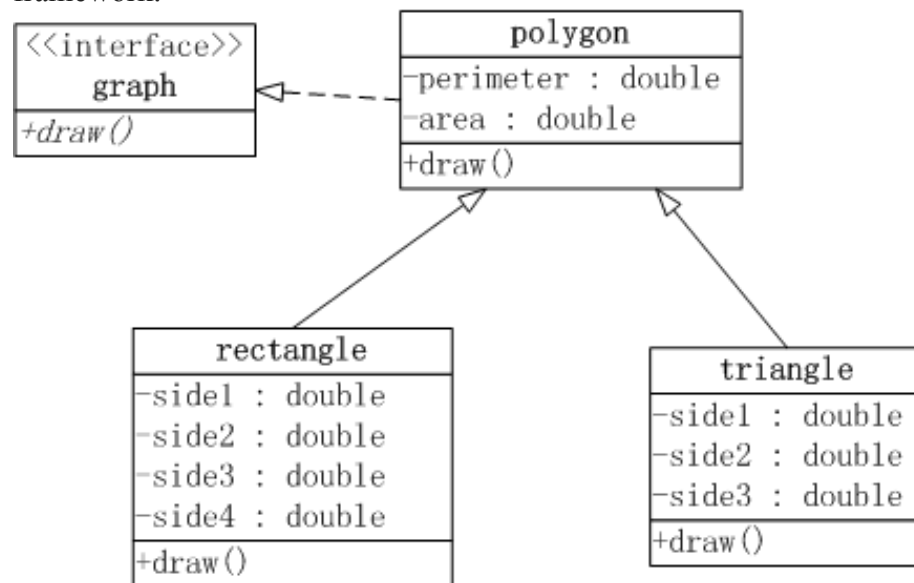 framework.
<<interface>>
graph
+draw()
polygon
-perimeter : double
-area : double
+draw()
rectangle
-side1 : double
-side2 : double
-side3 : double
-side4 : double
+draw()
triangle
-side1 : double
-side2 : double
-side3 : double
+draw()